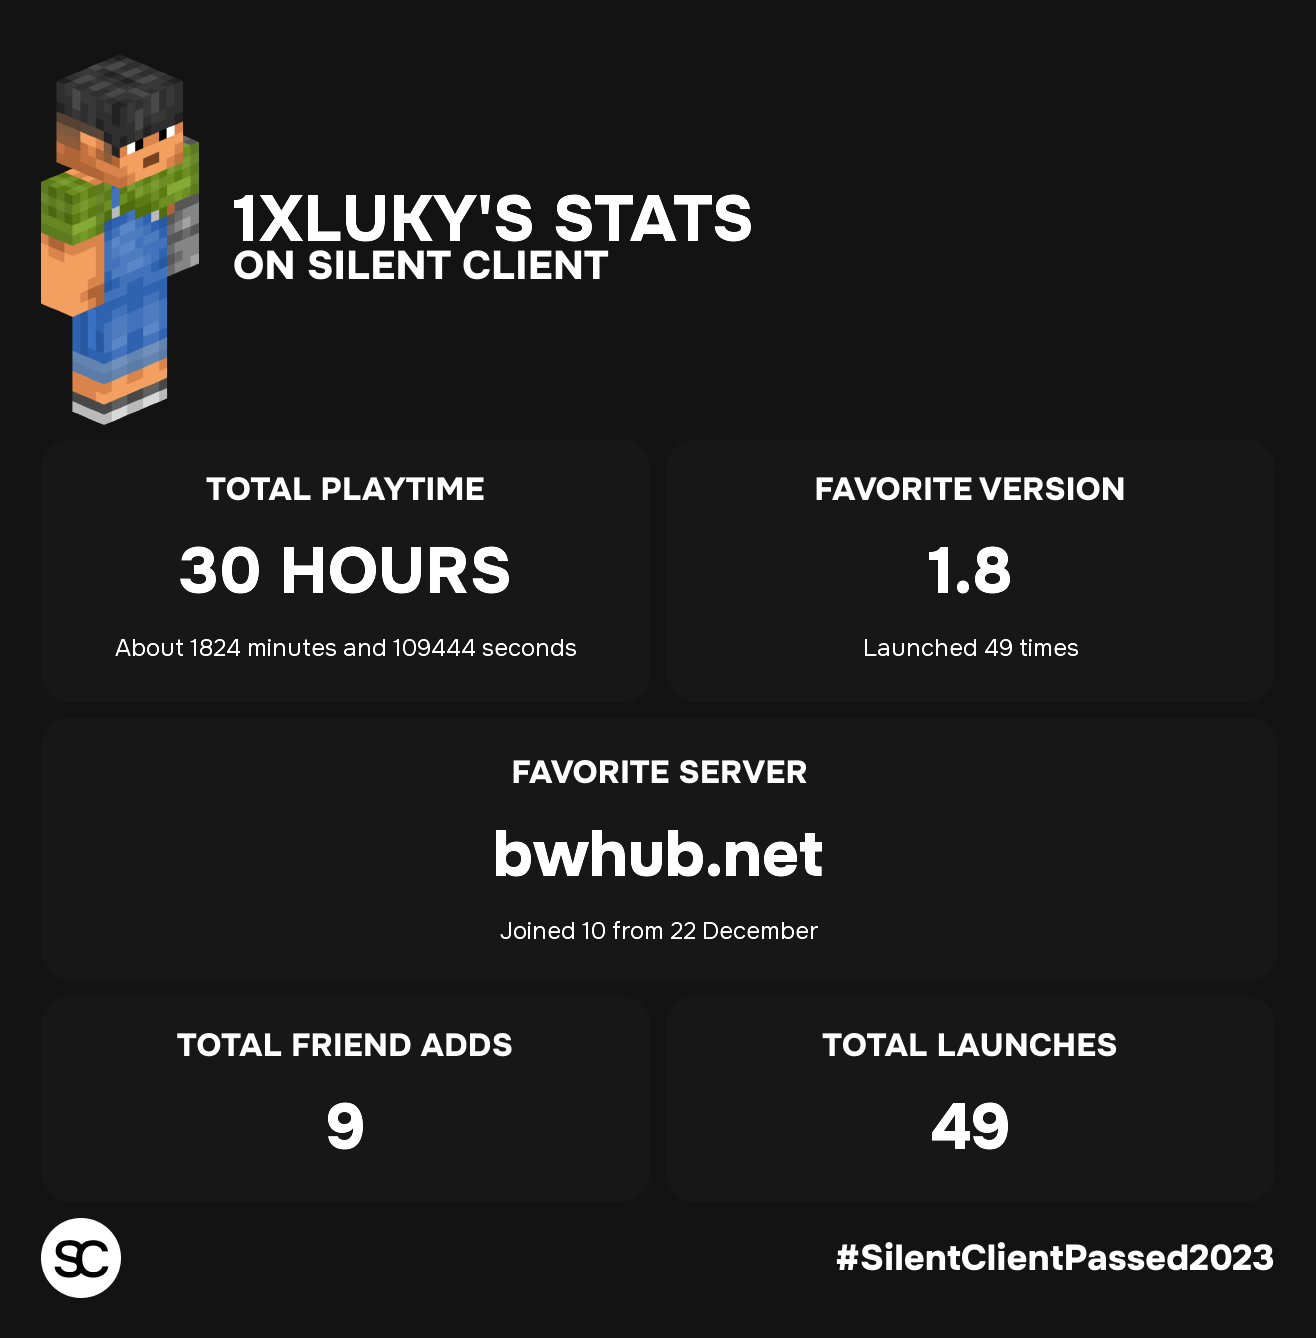 1XLUKY'S STATS
ON SILENT CLIENT
TOTAL PLAYTIME
30 HOURS
About 1824 minutes and 109444 seconds
FAVORITE VERSION
1.8
Launched 49 times
FAVORITE SERVER
bwhub.net
Joined 10 from 22 December
TOTAL FRIEND ADDS
9
TOTAL LAUNCHES
49
SC
#SilentClientPassed2023